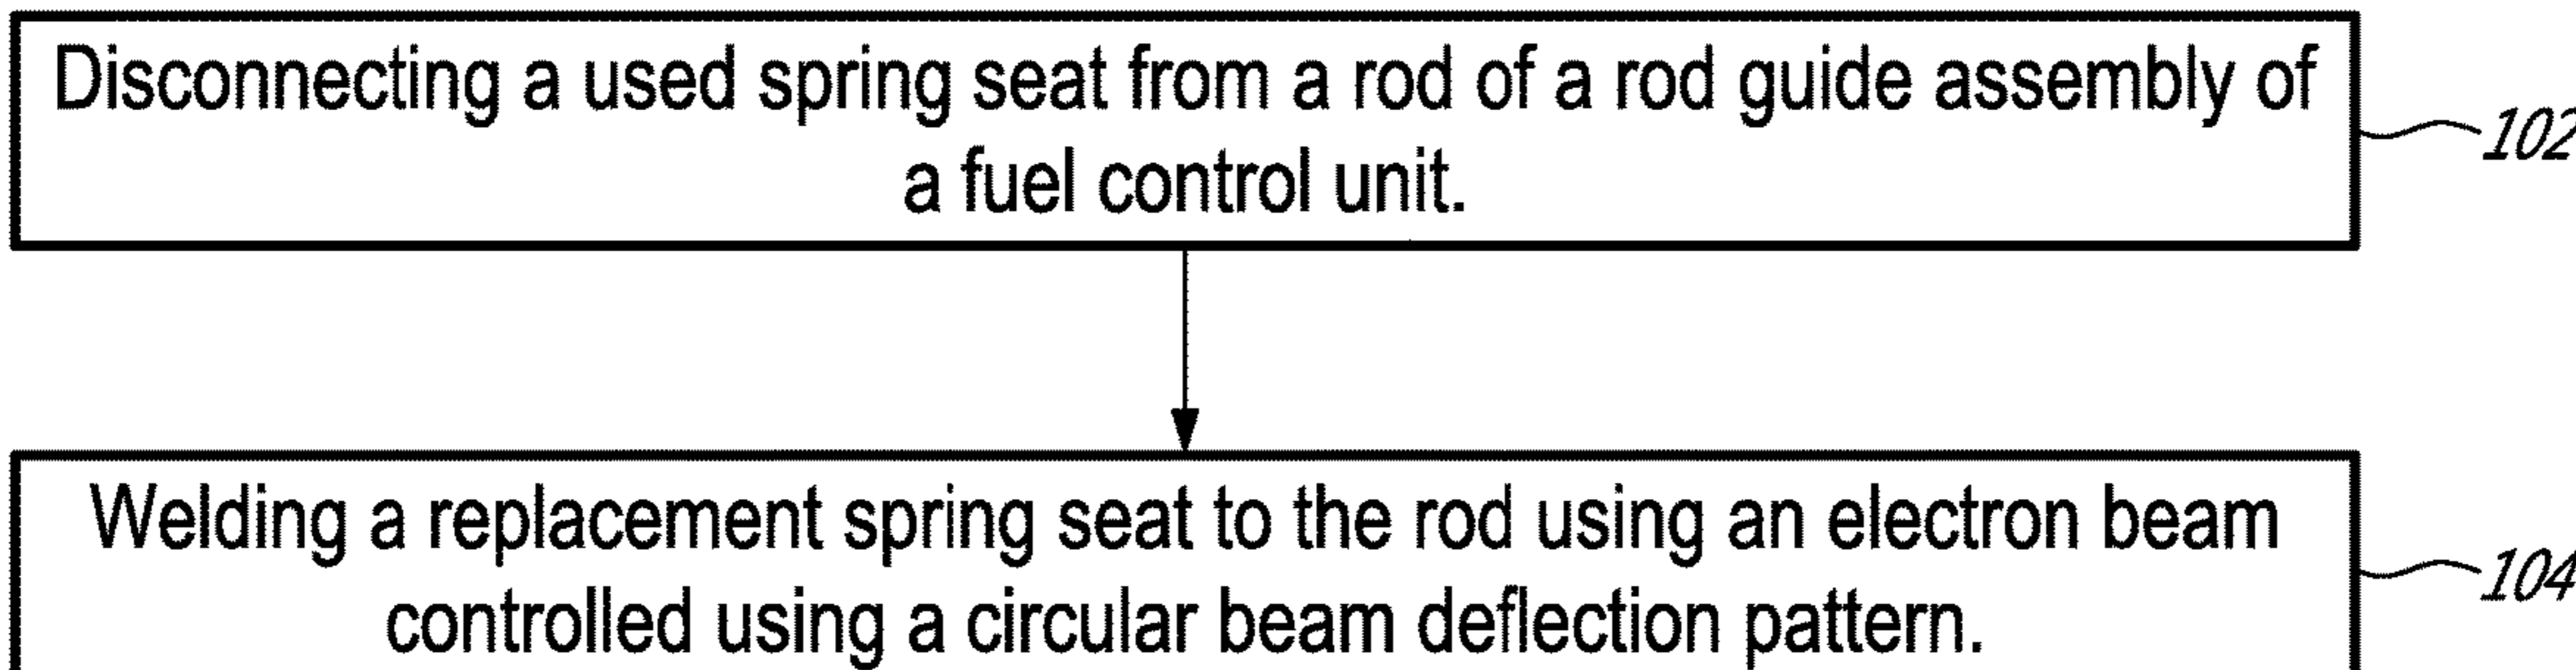 Disconnecting a used spring seat from a rod of a rod guide assembly of
a fuel control unit.
102
Welding a replacement spring seat to the rod using an electron beam
controlled using a circular beam deflection pattern.
104